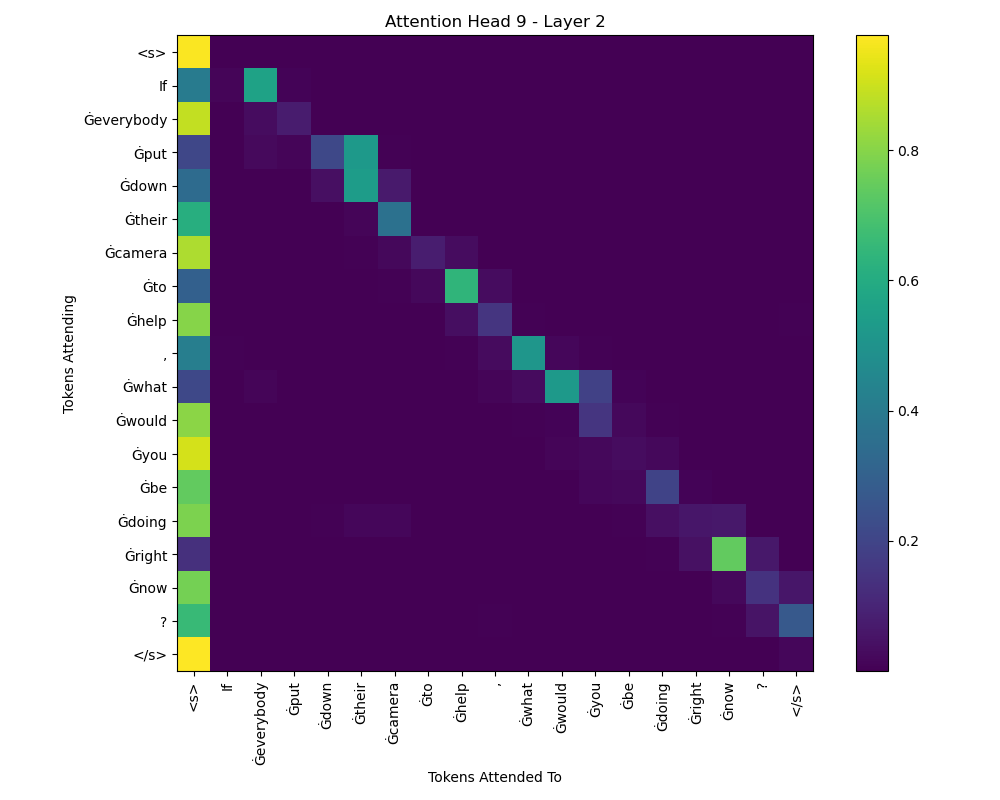 Attention Head 9 - Layer 2
Tokens Attending
<s>
If
Ġeverybody
Ġput
Ġdown
Ġtheir
Ġcamera
Ġto
Ġhelp
,
Ġwhat
Ġwould
Ġyou
Ġbe
Ġdoing
Ġright
Ġnow
?
</s>
<s>
If
Ġeverybody
Ġput
Ġdown
Ġtheir
Ġcamera
Ġto
Ġhelp
,
Ġwhat
Ġwould
Ġyou
Ġbe
Ġdoing
Ġright
Ġnow
?
</s>
Tokens Attended To
0.8
0.6
0.4
0.2